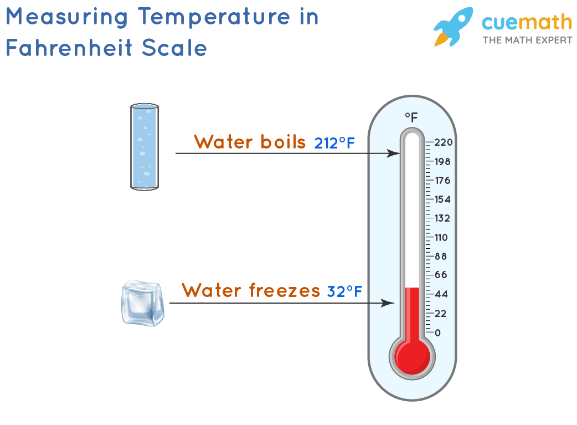 Measuring Temperature in
Fahrenheit Scale
cuemath
THE MATH EXPERT
°F
Water boils 212°F
220
198
176
154
132
110
88
66
Water freezes 32°F
44
22
0